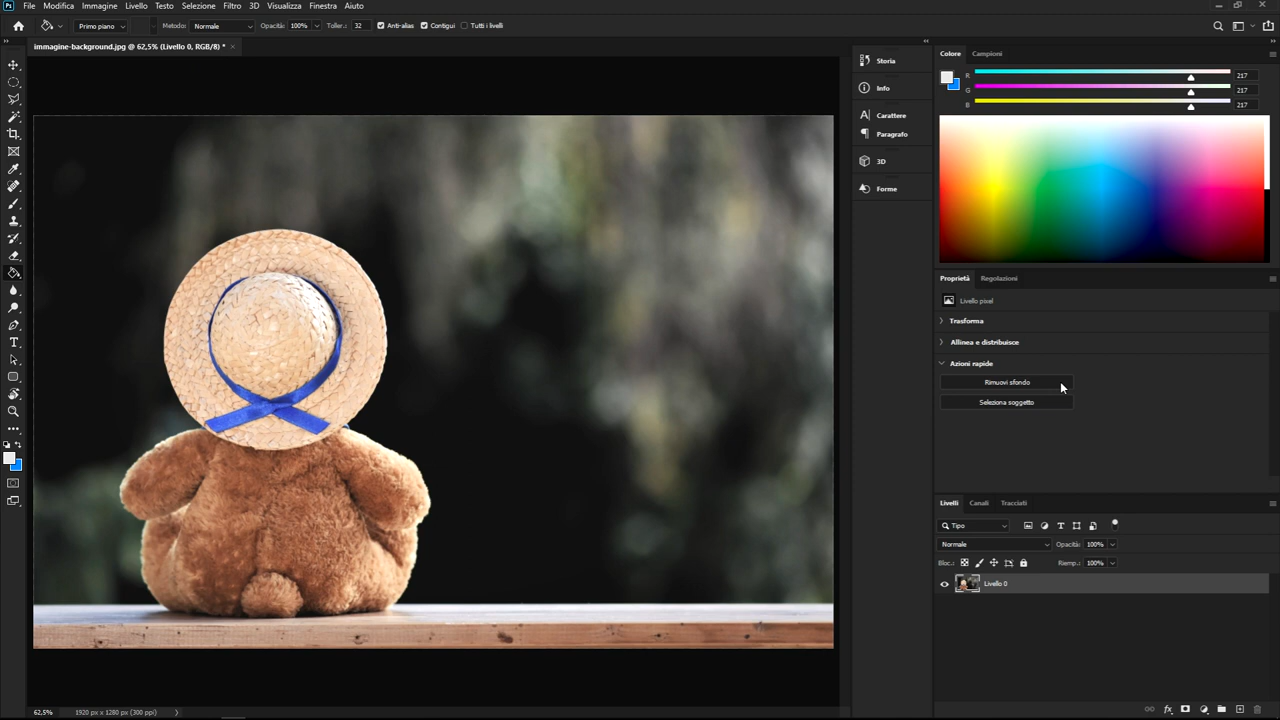 Ps File Modifica Immagine Livello Testo Selezione Filtro 3D Visualizza Finestra Aiuto
Primo piano Metodo: Normale Opacità: 100% Toller.: 32 Anti-alias Contigui Tutti i livelli
immagine-background.jpg @ 62,5% (Livello 0, RGB/8) *
Storia
Info
Carattere
Paragrafo
3D
Forme
Colore Campioni
R 217
G 217
B 217
Proprietà Regolazioni
Livello pixel
Trasforma
Allinea e distribuisce
Azioni rapide
Rimuovi sfondo
Seleziona soggetto
Livelli Canali Tracciati
Tipo
Normale Opacità: 100%
Bloc.: Riemp.: 100%
Livello 0
62,5% 1920 px x 1280 px (300 ppi)